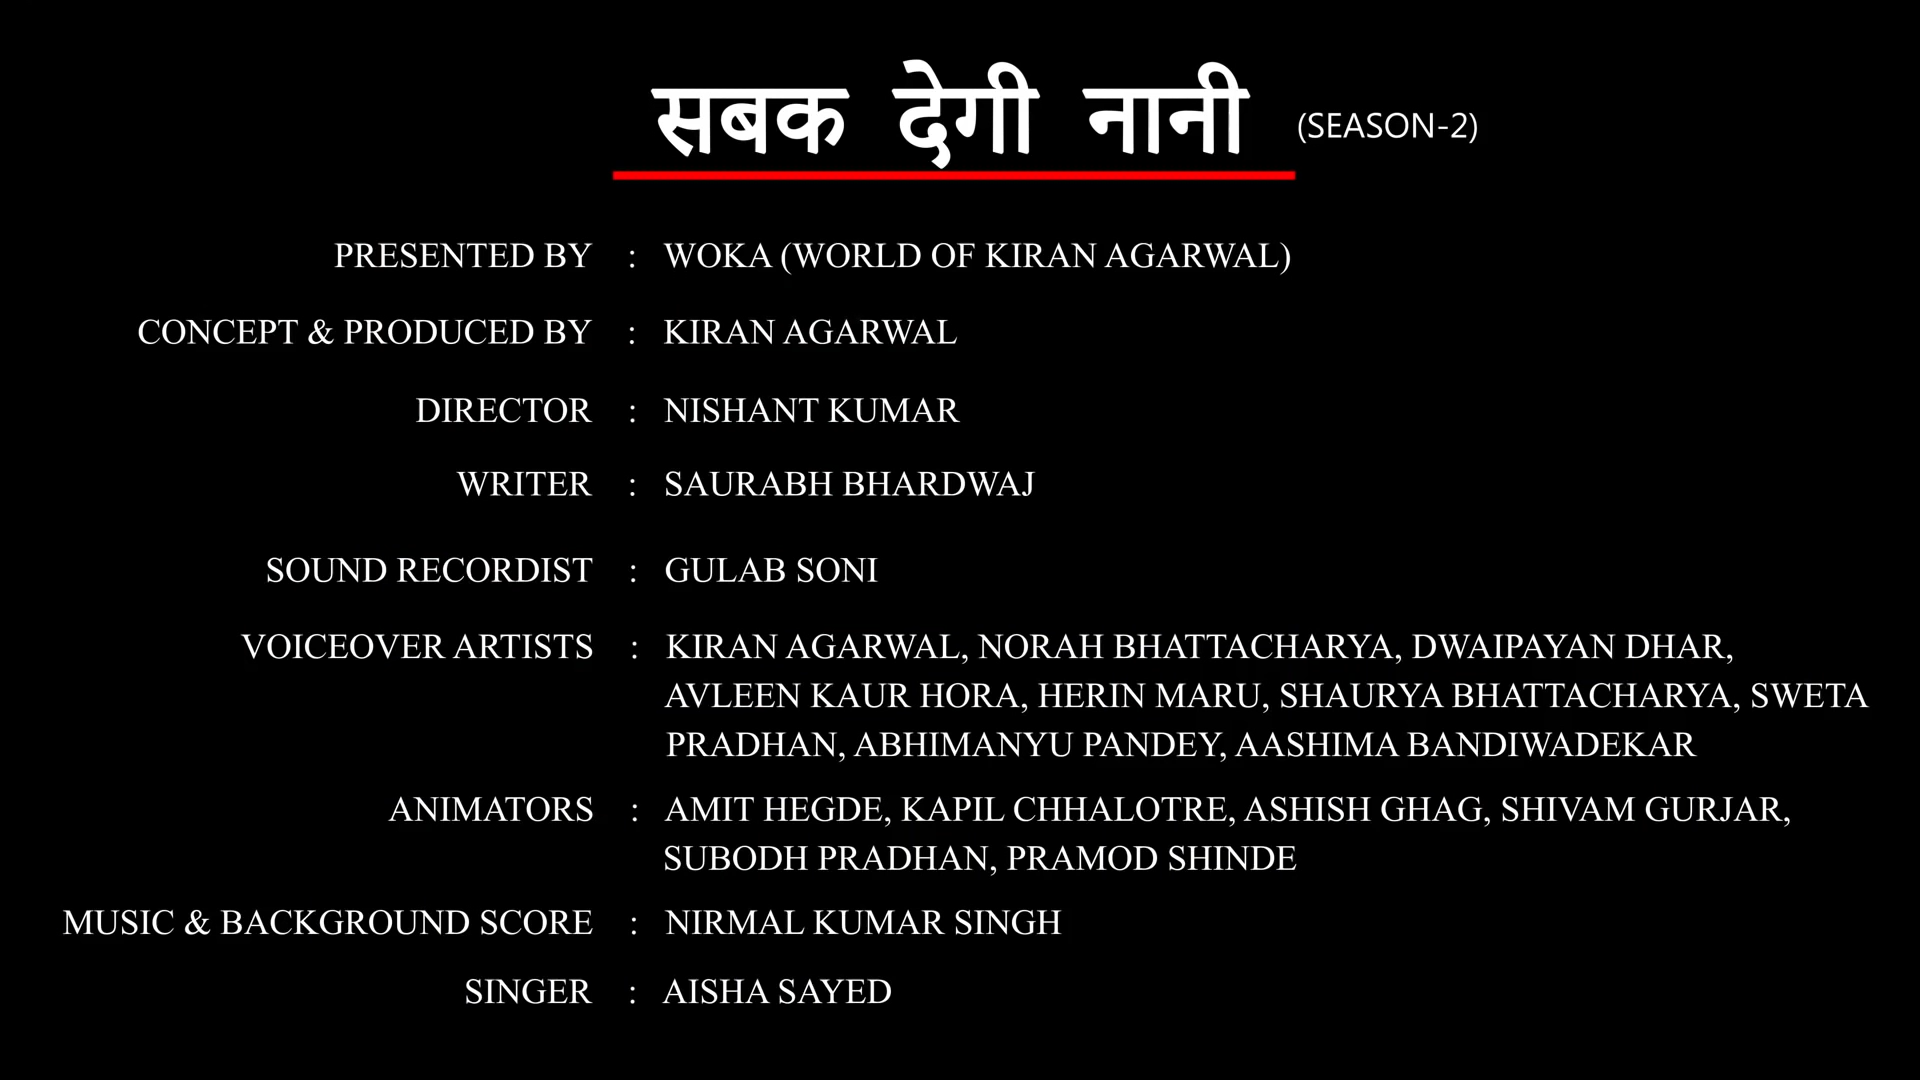 सबक देगी नानी (SEASON-2)
PRESENTED BY : WOKA (WORLD OF KIRAN AGARWAL)
CONCEPT & PRODUCED BY : KIRAN AGARWAL
DIRECTOR : NISHANT KUMAR
WRITER : SAURABH BHARDWAJ
SOUND RECORDIST : GULAB SONI
VOICEOVER ARTISTS : KIRAN AGARWAL, NORAH BHATTACHARYA, DWAIPAYAN DHAR,
AVLEEN KAUR HORA, HERIN MARU, SHAURYA BHATTACHARYA, SWETA
PRADHAN, ABHIMANYU PANDEY, AASHIMA BANDIWADEKAR
ANIMATORS : AMIT HEGDE, KAPIL CHHALOTRE, ASHISH GHAG, SHIVAM GURJAR,
SUBODH PRADHAN, PRAMOD SHINDE
MUSIC & BACKGROUND SCORE : NIRMAL KUMAR SINGH
SINGER : AISHA SAYED